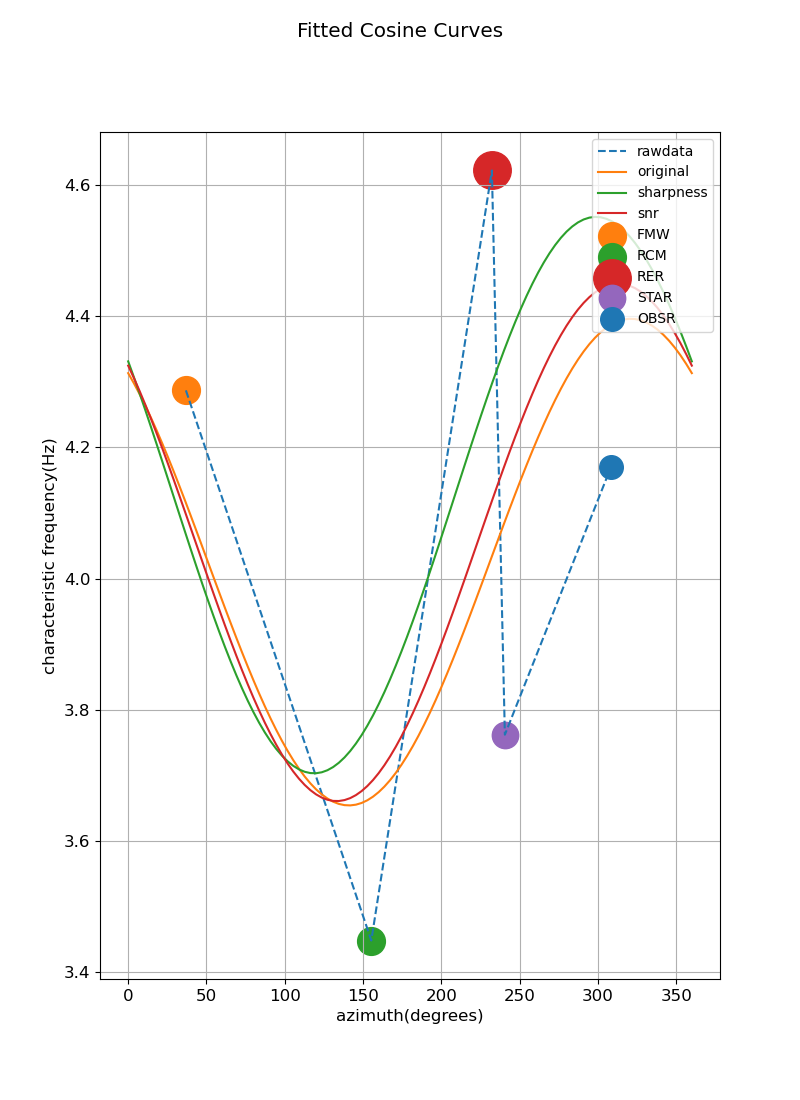 Fitted Cosine Curves
rawdata
original
sharpness
snr
FMW
RCM
RER
STAR
OBSR
4.6
4.4
4.2
4.0
3.8
3.6
3.4
characteristic frequency(Hz)
0 50 100 150 200 250 300 350
azimuth(degrees)